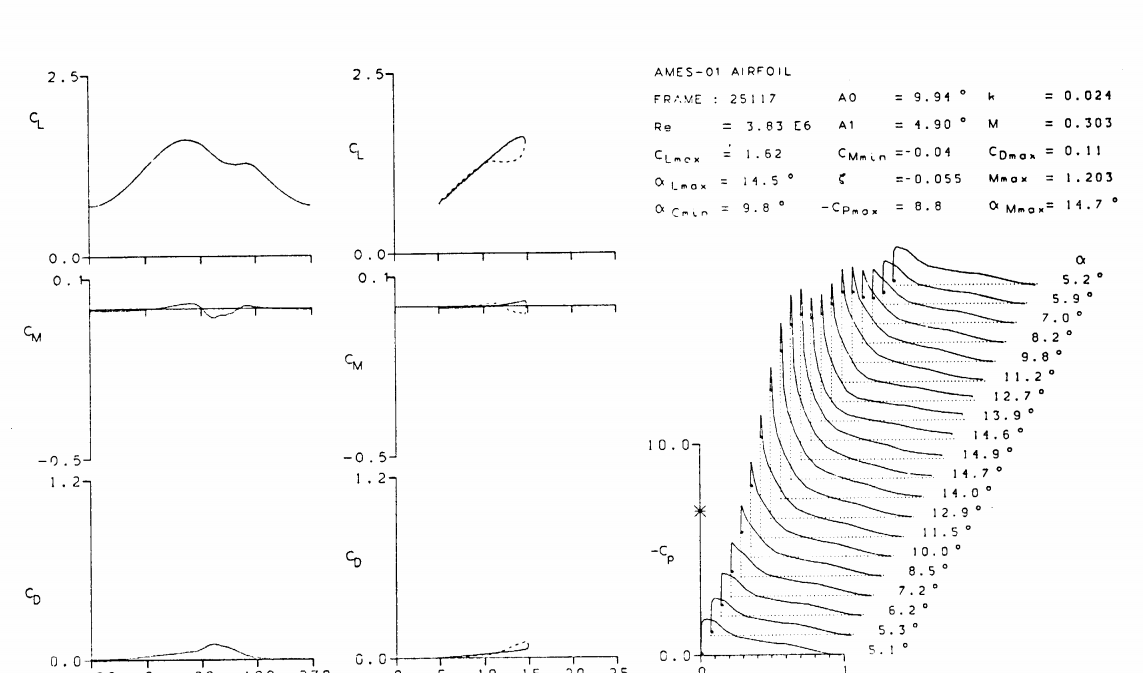 AMES-01 AIRFOIL
FRAME : 25117 A0 = 9.94 ° k = 0.024
Re = 3.83 E6 A1 = 4.90 ° M = 0.303
CLmax = 1.62 CMmin =-0.04 CDmax = 0.11
α Lmax = 14.5 ° ζ =-0.055 Mmax = 1.203
α Cmin = 9.8 ° -CPmax = 8.8 α Mmax= 14.7 °
2.5
CL
0.0
2.5
CL
0.0
0.1
CM
-0.5
0.1
CM
-0.5
1.2
CD
0.0
1.2
CD
0.0
α
5.2 °
5.9 °
7.0 °
8.2 °
9.8 °
11.2 °
12.7 °
13.9 °
14.6 °
14.9 °
14.7 °
14.0 °
12.9 °
11.5 °
10.0 °
8.5 °
7.2 °
6.2 °
5.3 °
5.1 °
10.0
-Cp
0.0